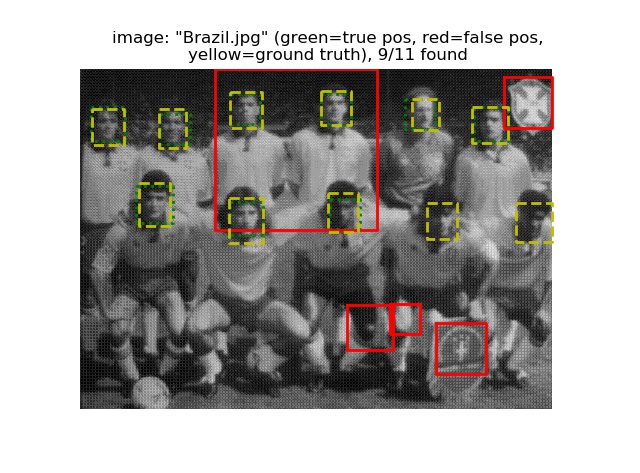 image: "Brazil.jpg" (green=true pos, red=false pos,
yellow=ground truth), 9/11 found